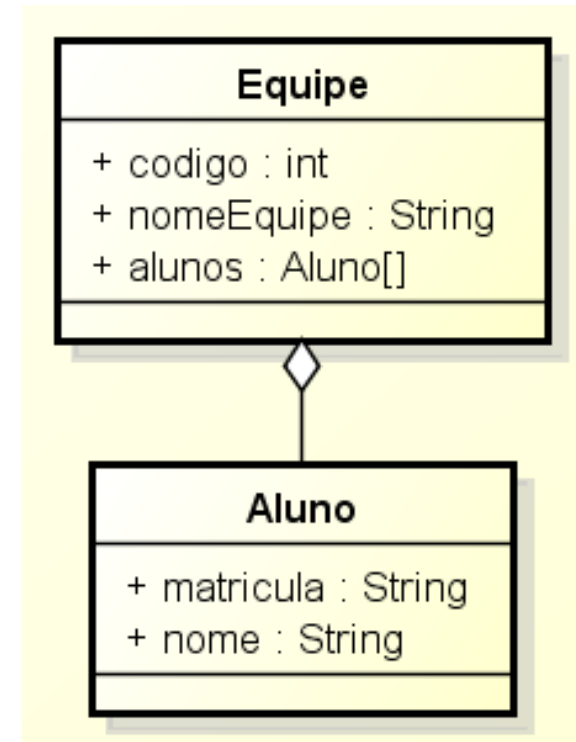 Equipe
+ codigo : int
+ nomeEquipe : String
+ alunos : Aluno[]
Aluno
+ matricula : String
+ nome : String